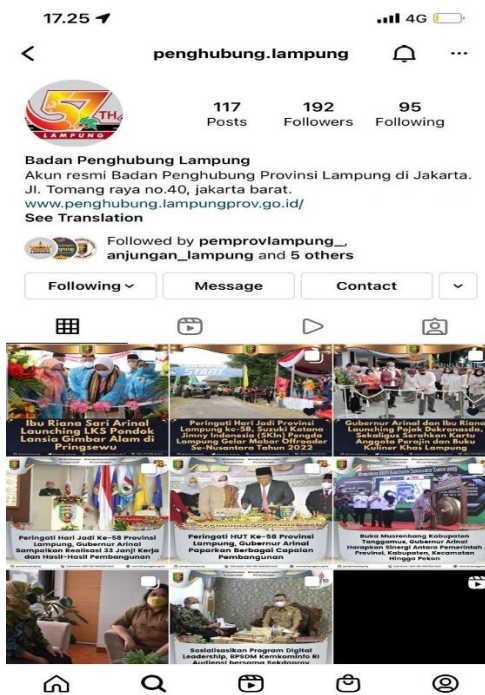 17.25
4G
penghubung.lampung
57
TH
LAMPUNG
117
192
95
Posts
Followers
Following
Badan Penghubung Lampung
Akun resmi Badan Penghubung Provinsi Lampung di Jakarta.
Jl. Tomang raya no.40, jakarta barat.
www.penghubung.lampungprov.go.id/
See Translation
Followed by pemprovlampung_,
anjungan_lampung and 5 others
Following
Message
Contact
START
Ibu Riana Sari Arinal
Launching LKS Pondok
Lansia Gimbar Alam di
Pringsewu
Peringati Hari Jadi Provinsi
Lampung ke-58, Suzuki Katana
Jimny Indonesia (SKIn) Pengda
Lampung Gelar Mabar Offroader
Se-Nusantara Tahun 2022
Gubernur Arinal dan Ibu Riana
Launching Pojok Dekranasda,
Sekaligus Serahkan Kartu
Anggota Perajin dan Buku
Kuliner Khas Lampung
Peringati Hari Jadi Ke-58 Provinsi
Lampung, Gubernur Arinal
Sampaikan Realisasi 33 Janji Kerja
dan Hasil-Hasil Pembangunan
Peringati HUT Ke-58 Provinsi
Lampung, Gubernur Arinal
Paparkan Berbagai Capaian
Pembangunan
Buka Musrenbang Kabupaten
Tanggamus, Gubernur Arinal
Harapkan Sinergi Antara Pemerintah
Provinsi, Kabupaten, Kecamatan
Hingga Pekon
Sosialisasikan Program Digital
Leadership, BPSDM Kemkominfo RI
Audiensi bersama Sekdaprov